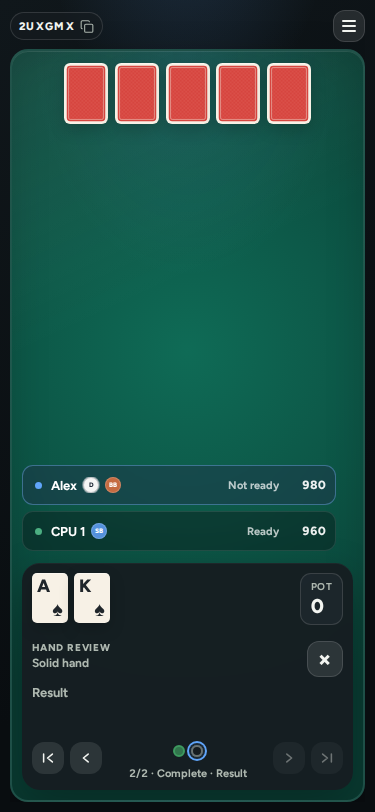 2UXGMX
Alex D BB Not ready 980
CPU 1 SB Ready 960
A K
POT
0
HAND REVIEW
Solid hand
Result
2/2 · Complete · Result